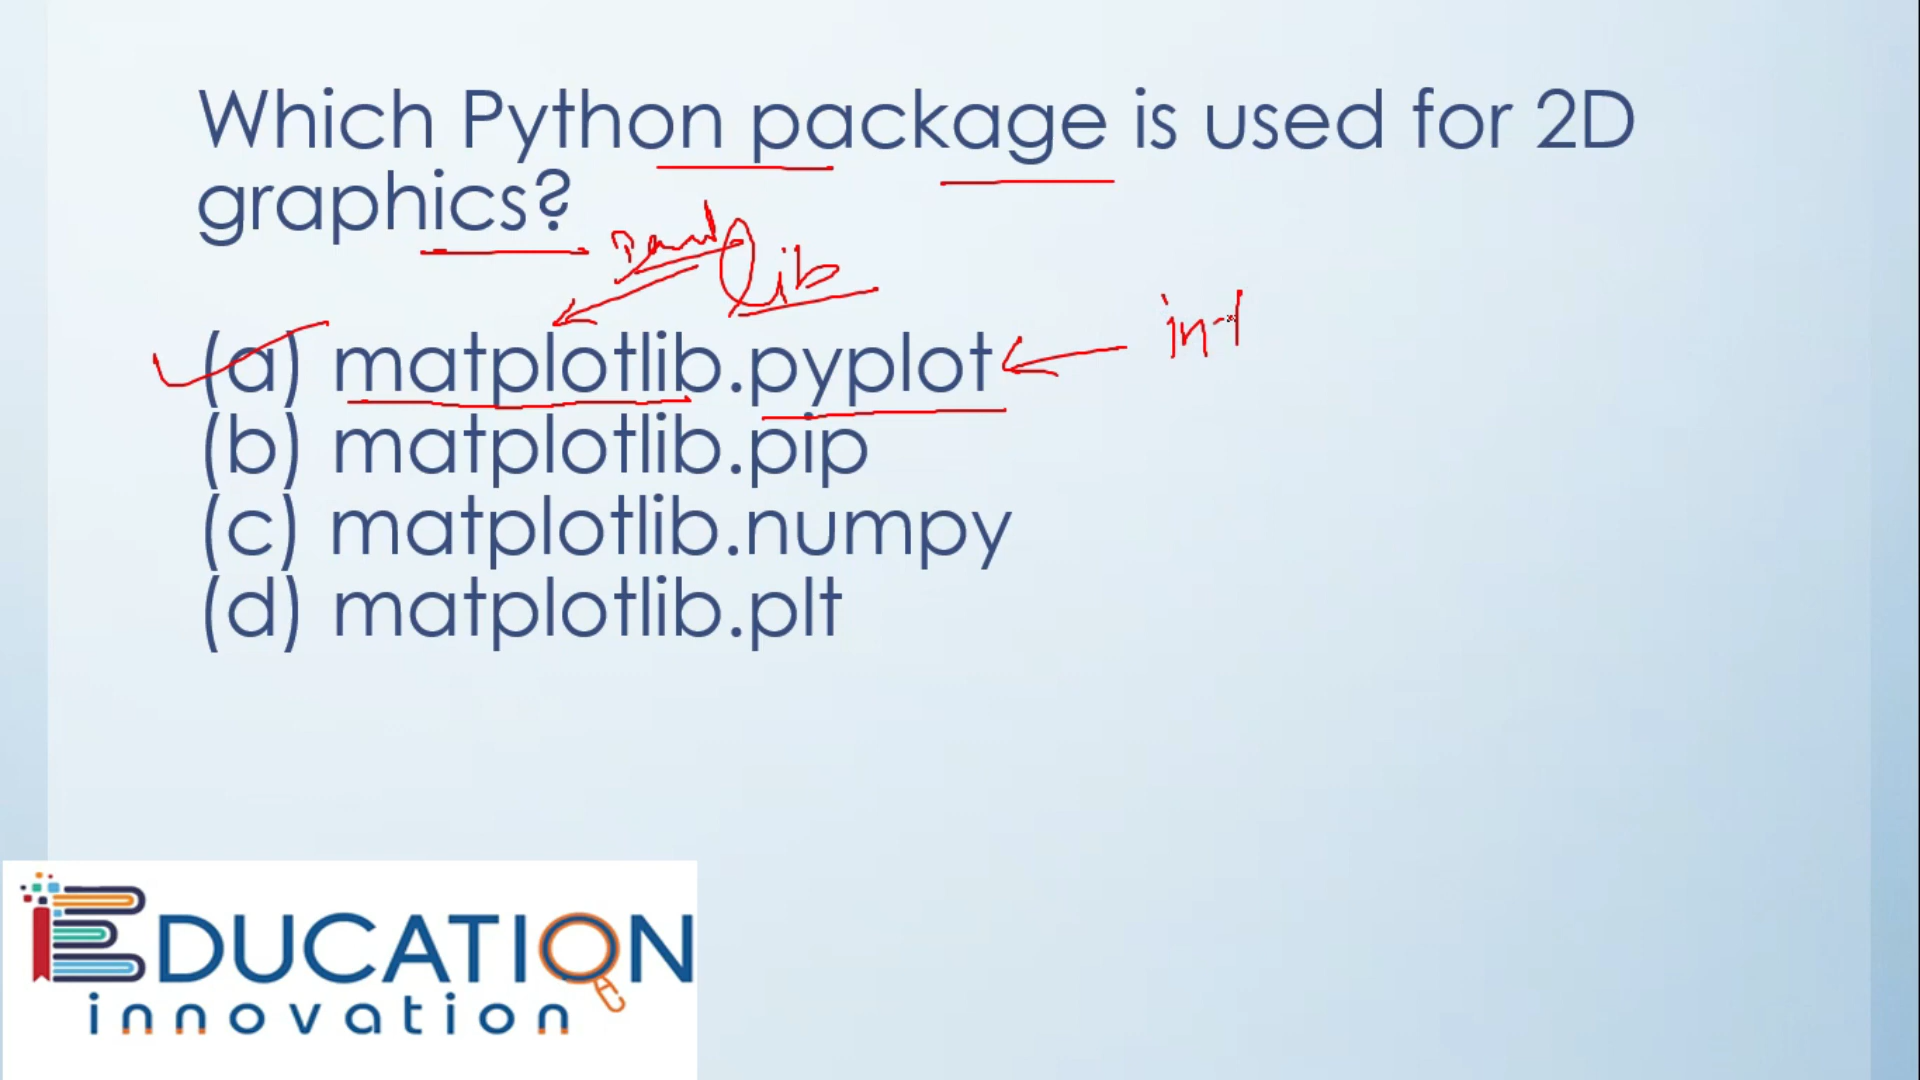 Which Python package is used for 2D
graphics?
lib
(a) matplotlib.pyplot
int
(b) matplotlib.pip
(c) matplotlib.numpy
(d) matplotlib.plt
EDUCATION
innovation